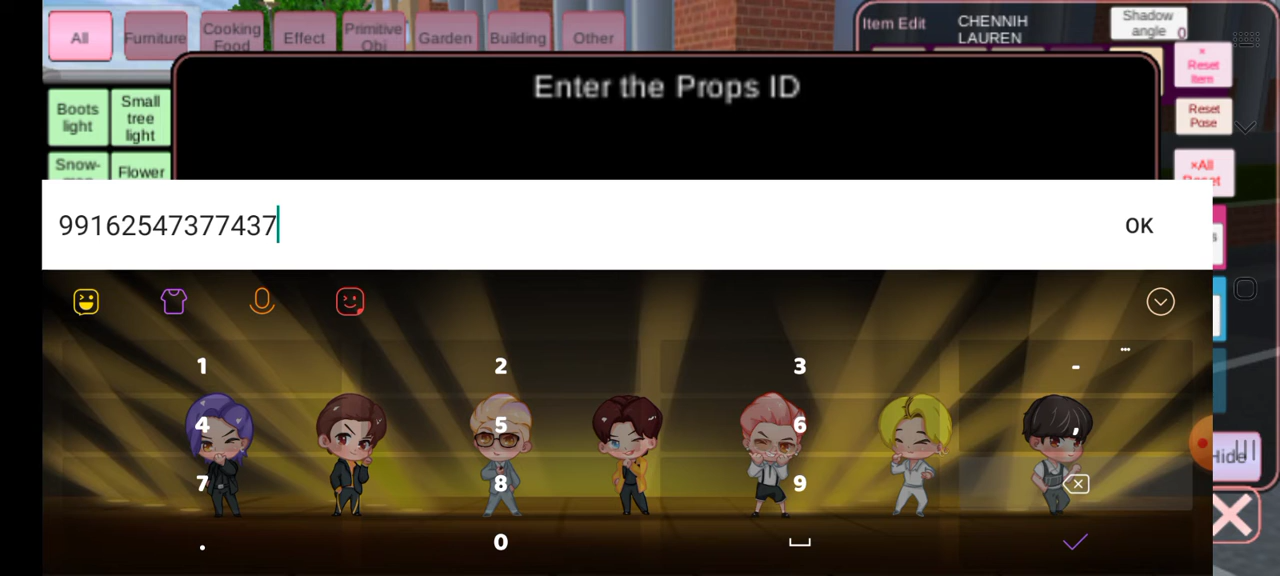 All
Furniture
Cooking
Food
Effect
Primitive
Obj
Garden
Building
Other
Item Edit
CHENNIH
LAUREN
Shadow
angle
0
×
Reset
Item
Boots
light
Small
tree
light
Enter the Props ID
Reset
Pose
Snow-
Flower
×All
99162547377437
OK
1
2
3
-
4
5
6
,
7
8
9
.
0
Hide